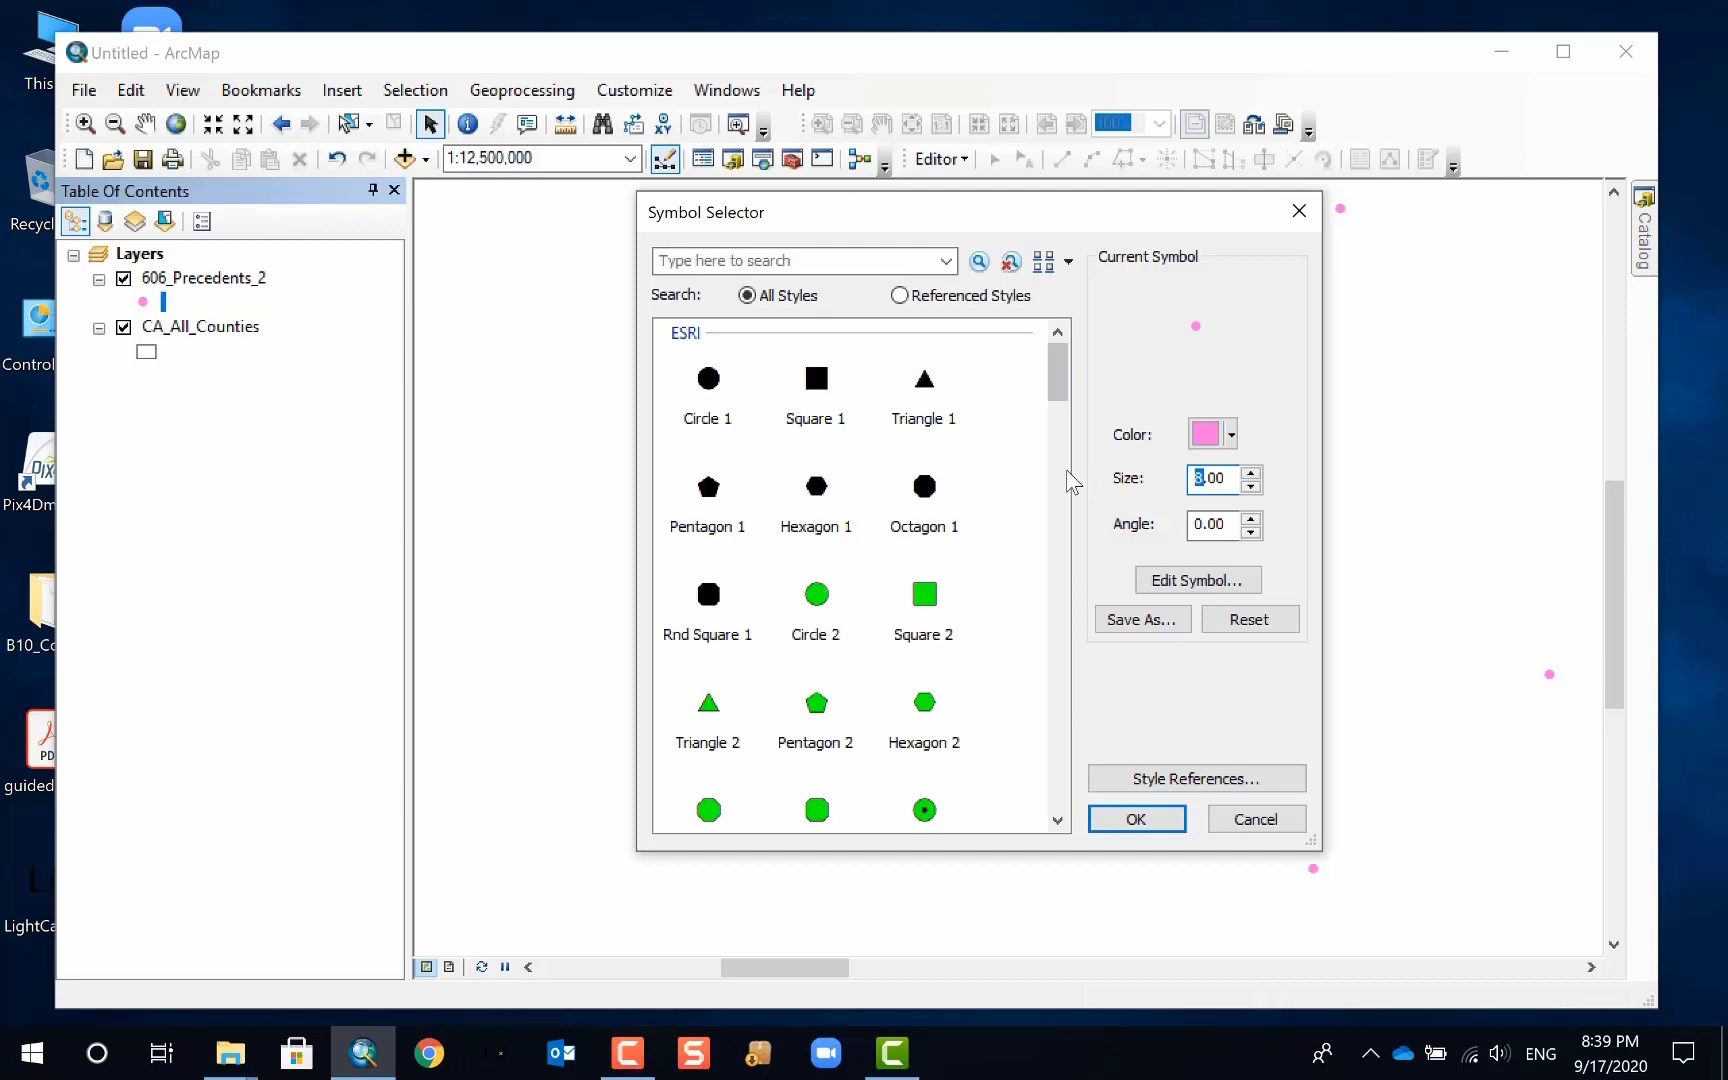 This
Recycl
Control
Pix4Dm
B10_Co
PD
guided
LightCa
Untitled - ArcMap
File Edit View Bookmarks Insert Selection Geoprocessing Customize Windows Help
100%
1:12,500,000
Editor
Table Of Contents
Layers
606_Precedents_2
CA_All_Counties
Catalog
Symbol Selector
Type here to search
Search: All Styles Referenced Styles
ESRI
Circle 1 Square 1 Triangle 1
Pentagon 1 Hexagon 1 Octagon 1
Rnd Square 1 Circle 2 Square 2
Triangle 2 Pentagon 2 Hexagon 2
Current Symbol
Color:
Size: 8.00
Angle: 0.00
Edit Symbol...
Save As... Reset
Style References...
OK Cancel
ENG
8:39 PM
9/17/2020